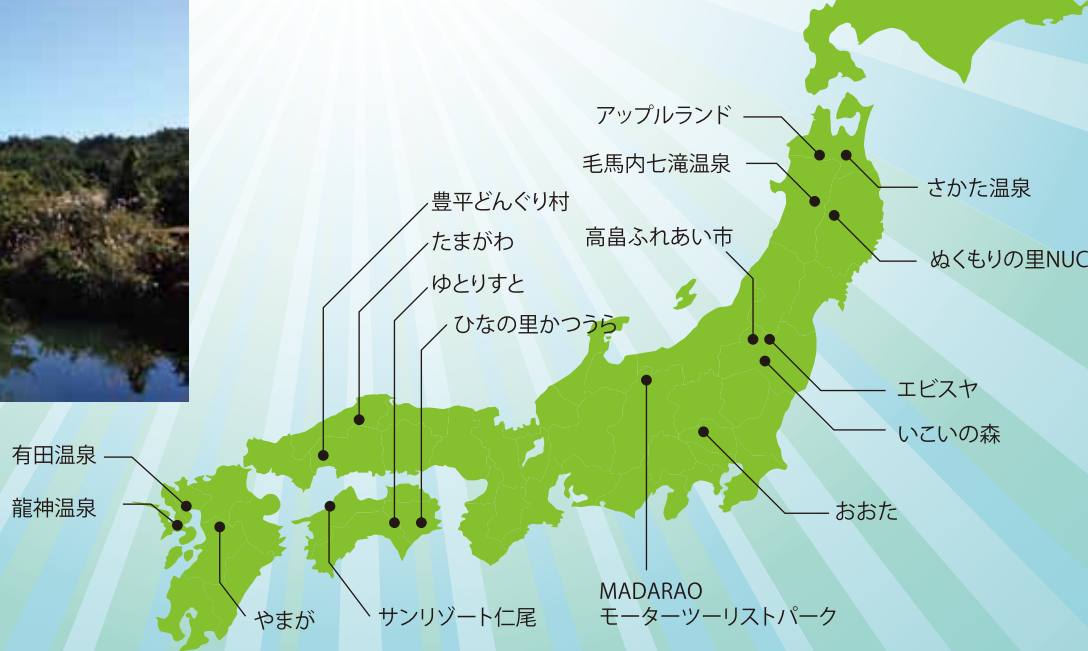 アップルランド
毛馬内七滝温泉
さかた温泉
豊平どんぐり村
高畠ふれあい市
たまがわ
ぬくもりの里NUC
ゆとりすと
ひなの里かつうら
エビスヤ
いこいの森
有田温泉
龍神温泉
おおた
MADARAO
モーターツーリストパーク
サンリゾート仁尾
やまが